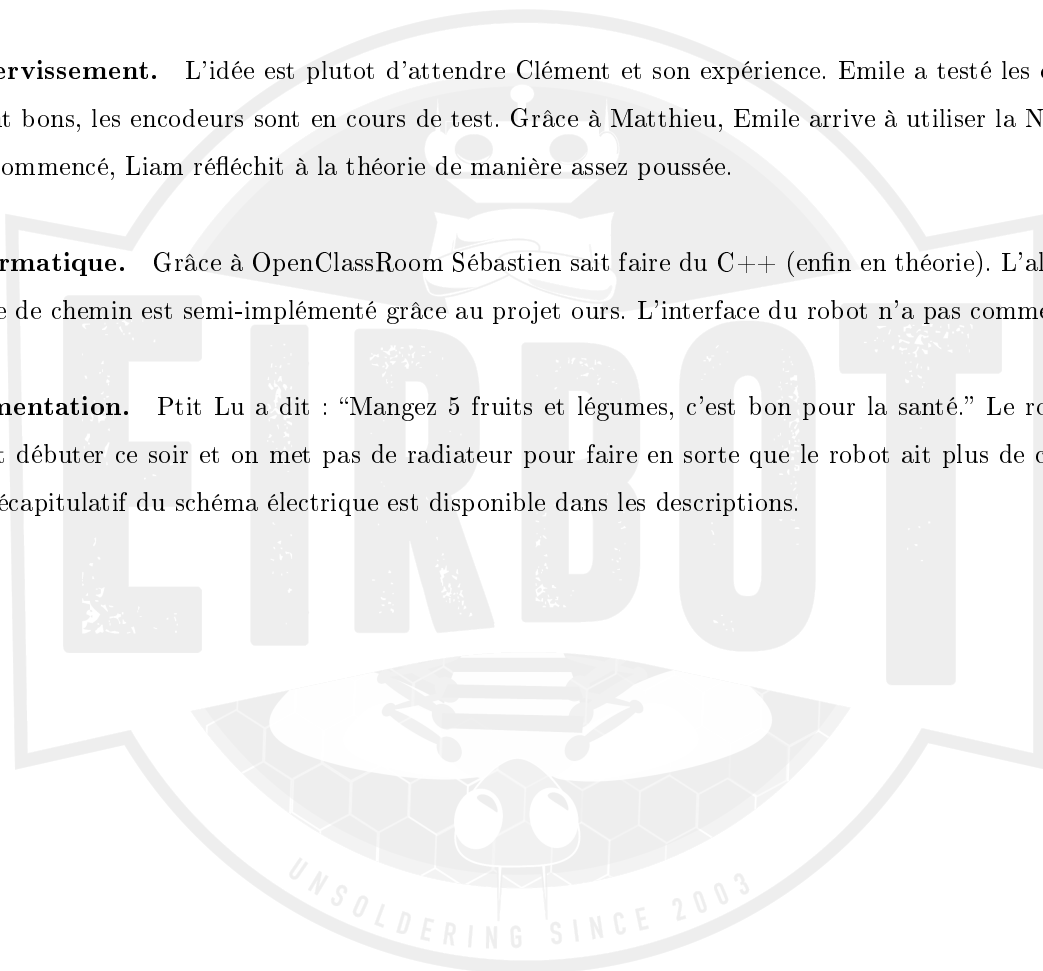 ervissement. L'idée est plutot d'attendre Clément et son expérience. Emile a testé les
t bons, les encodeurs sont en cours de test. Grâce à Matthieu, Emile arrive à utiliser la N
ommencé, Liam réfléchit à la théorie de manière assez poussée.
rmatique. Grâce à OpenClassRoom Sébastien sait faire du C++ (enfin en théorie). L'al
e de chemin est semi-implémenté grâce au projet ours. L'interface du robot n'a pas comme
mentation. Ptit Lu a dit : “Mangez 5 fruits et légumes, c'est bon pour la santé.” Le ro
t débuter ce soir et on met pas de radiateur pour faire en sorte que le robot ait plus de
écapitulatif du schéma électrique est disponible dans les descriptions.
EIRBOT
UNSOLDERING SINCE 2003